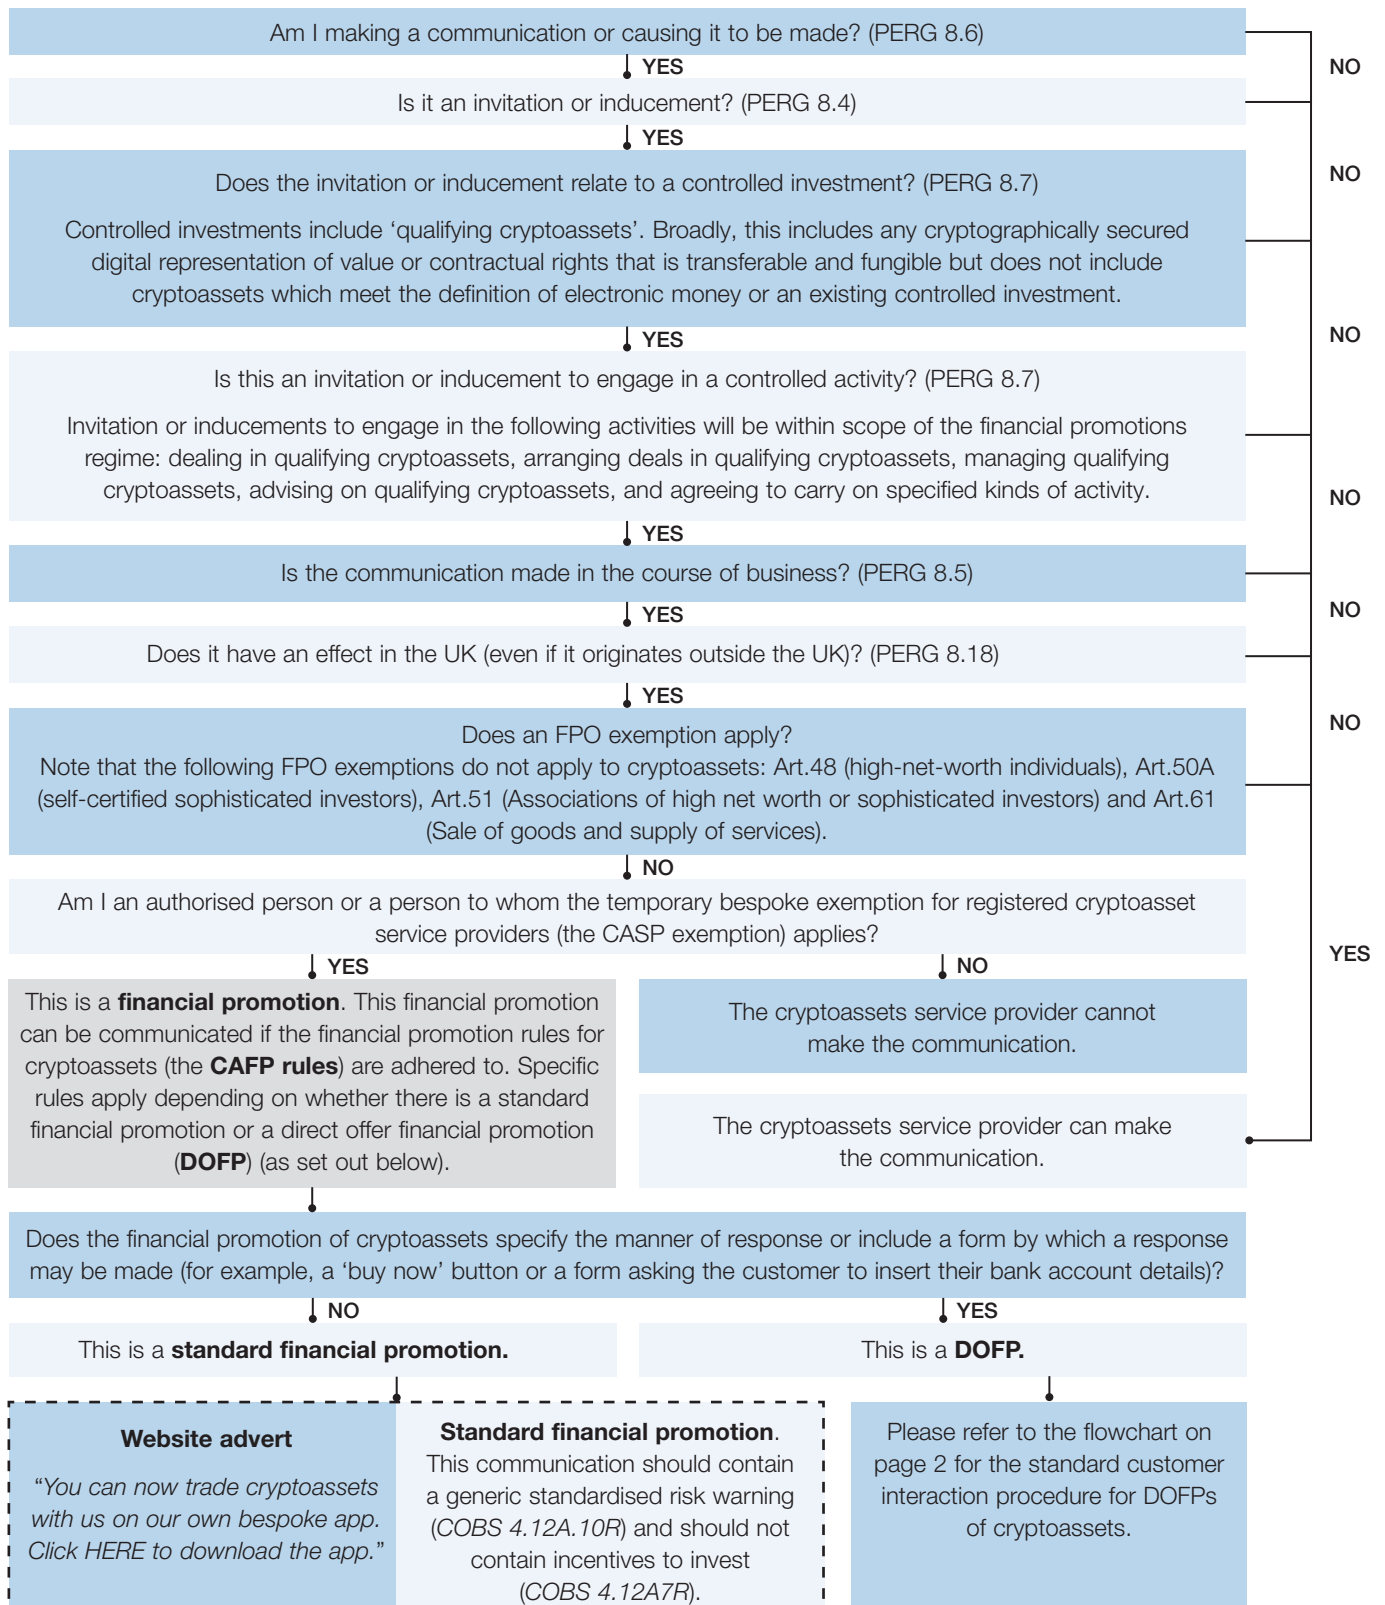 Am I making a communication or causing it to be made? (PERG 8.6)
YES
NO
Is it an invitation or inducement? (PERG 8.4)
YES
NO
Does the invitation or inducement relate to a controlled investment? (PERG 8.7)
Controlled investments include ‘qualifying cryptoassets’. Broadly, this includes any cryptographically secured
digital representation of value or contractual rights that is transferable and fungible but does not include
cryptoassets which meet the definition of electronic money or an existing controlled investment.
YES
NO
Is this an invitation or inducement to engage in a controlled activity? (PERG 8.7)
Invitation or inducements to engage in the following activities will be within scope of the financial promotions
regime: dealing in qualifying cryptoassets, arranging deals in qualifying cryptoassets, managing qualifying
cryptoassets, advising on qualifying cryptoassets, and agreeing to carry on specified kinds of activity.
NO
YES
Is the communication made in the course of business? (PERG 8.5)
YES
NO
Does it have an effect in the UK (even if it originates outside the UK)? (PERG 8.18)
YES
NO
Does an FPO exemption apply?
Note that the following FPO exemptions do not apply to cryptoassets: Art.48 (high-net-worth individuals), Art.50A
(self-certified sophisticated investors), Art.51 (Associations of high net worth or sophisticated investors) and Art.61
(Sale of goods and supply of services).
NO
YES
Am I an authorised person or a person to whom the temporary bespoke exemption for registered cryptoasset
service providers (the CASP exemption) applies?
YES
NO
This is a financial promotion. This financial promotion
can be communicated if the financial promotion rules for
cryptoassets (the CAFP rules) are adhered to. Specific
rules apply depending on whether there is a standard
financial promotion or a direct offer financial promotion
(DOFP) (as set out below).
The cryptoassets service provider cannot
make the communication.
The cryptoassets service provider can make
the communication.
Does the financial promotion of cryptoassets specify the manner of response or include a form by which a response
may be made (for example, a ‘buy now’ button or a form asking the customer to insert their bank account details)?
NO
YES
This is a standard financial promotion.
This is a DOFP.
Website advert
“You can now trade cryptoassets
with us on our own bespoke app.
Click HERE to download the app.”
Standard financial promotion.
This communication should contain
a generic standardised risk warning
(COBS 4.12A.10R) and should not
contain incentives to invest
(COBS 4.12A7R).
Please refer to the flowchart on
page 2 for the standard customer
interaction procedure for DOFPs
of cryptoassets.